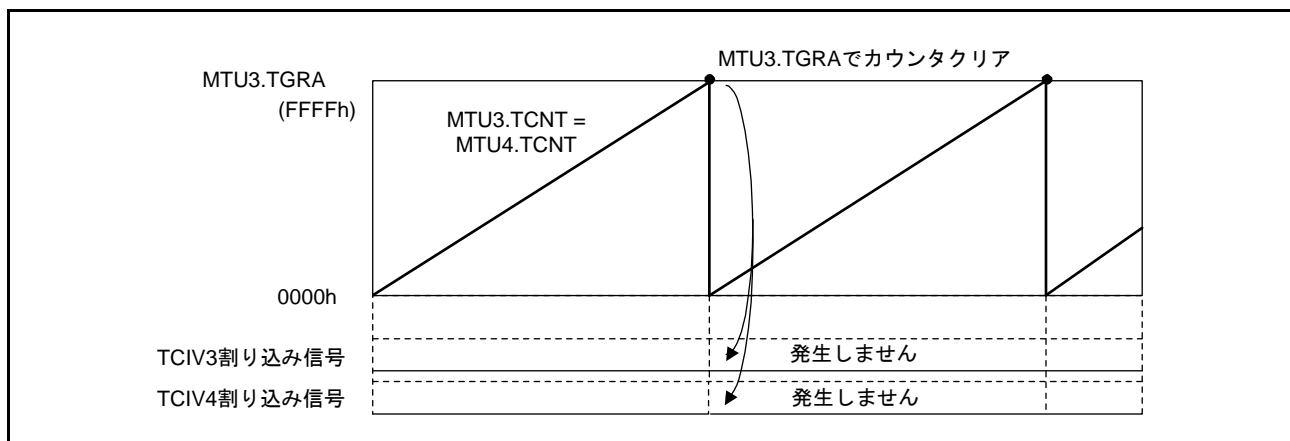 MTU3.TGRAでカウンタクリア
MTU3.TGRA
(FFFFh)
MTU3.TCNT =
MTU4.TCNT
0000h
TCIV3割り込み信号
発生しません
TCIV4割り込み信号
発生しません